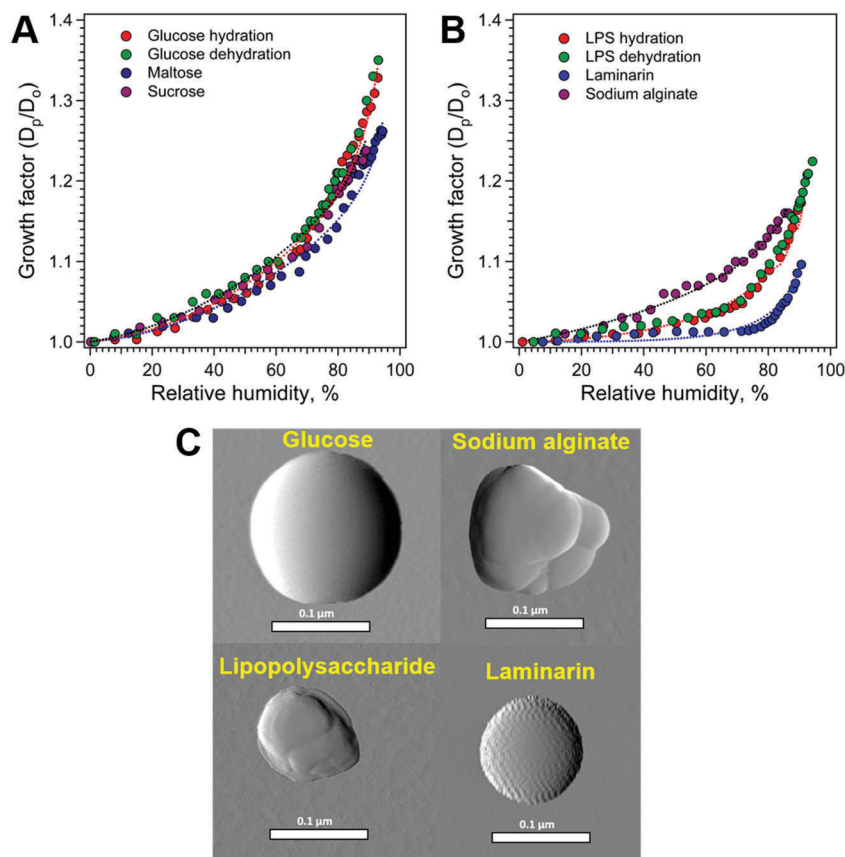 A
Glucose hydration
Glucose dehydration
Maltose
Sucrose
1.4
1.3
1.2
1.1
1.0
Growth factor (Dp/Do)
0 20 40 60 80 100
Relative humidity, %
B
LPS hydration
LPS dehydration
Laminarin
Sodium alginate
1.4
1.3
1.2
1.1
1.0
Growth factor (Dp/Do)
0 20 40 60 80 100
Relative humidity, %
C
Glucose
0.1 µm
Sodium alginate
0.1 µm
Lipopolysaccharide
0.1 µm
Laminarin
0.1 µm